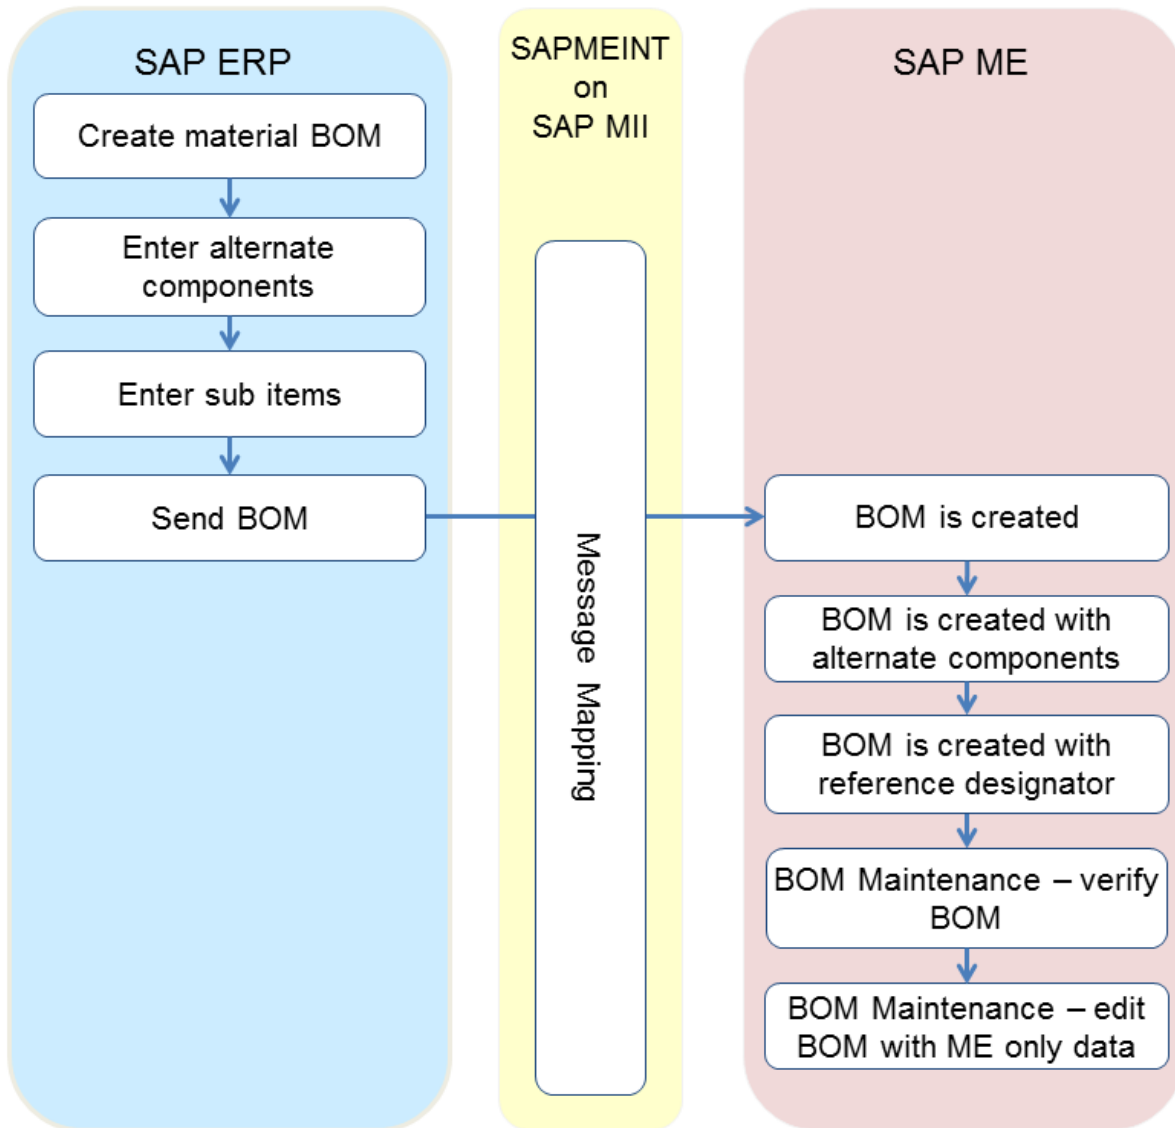 SAP ERP
Create material BOM
Enter alternate
components
Enter sub items
Send BOM
SAPMEINT
on
SAP MII
Message Mapping
SAP ME
BOM is created
BOM is created with
alternate components
BOM is created with
reference designator
BOM Maintenance – verify
BOM
BOM Maintenance – edit
BOM with ME only data